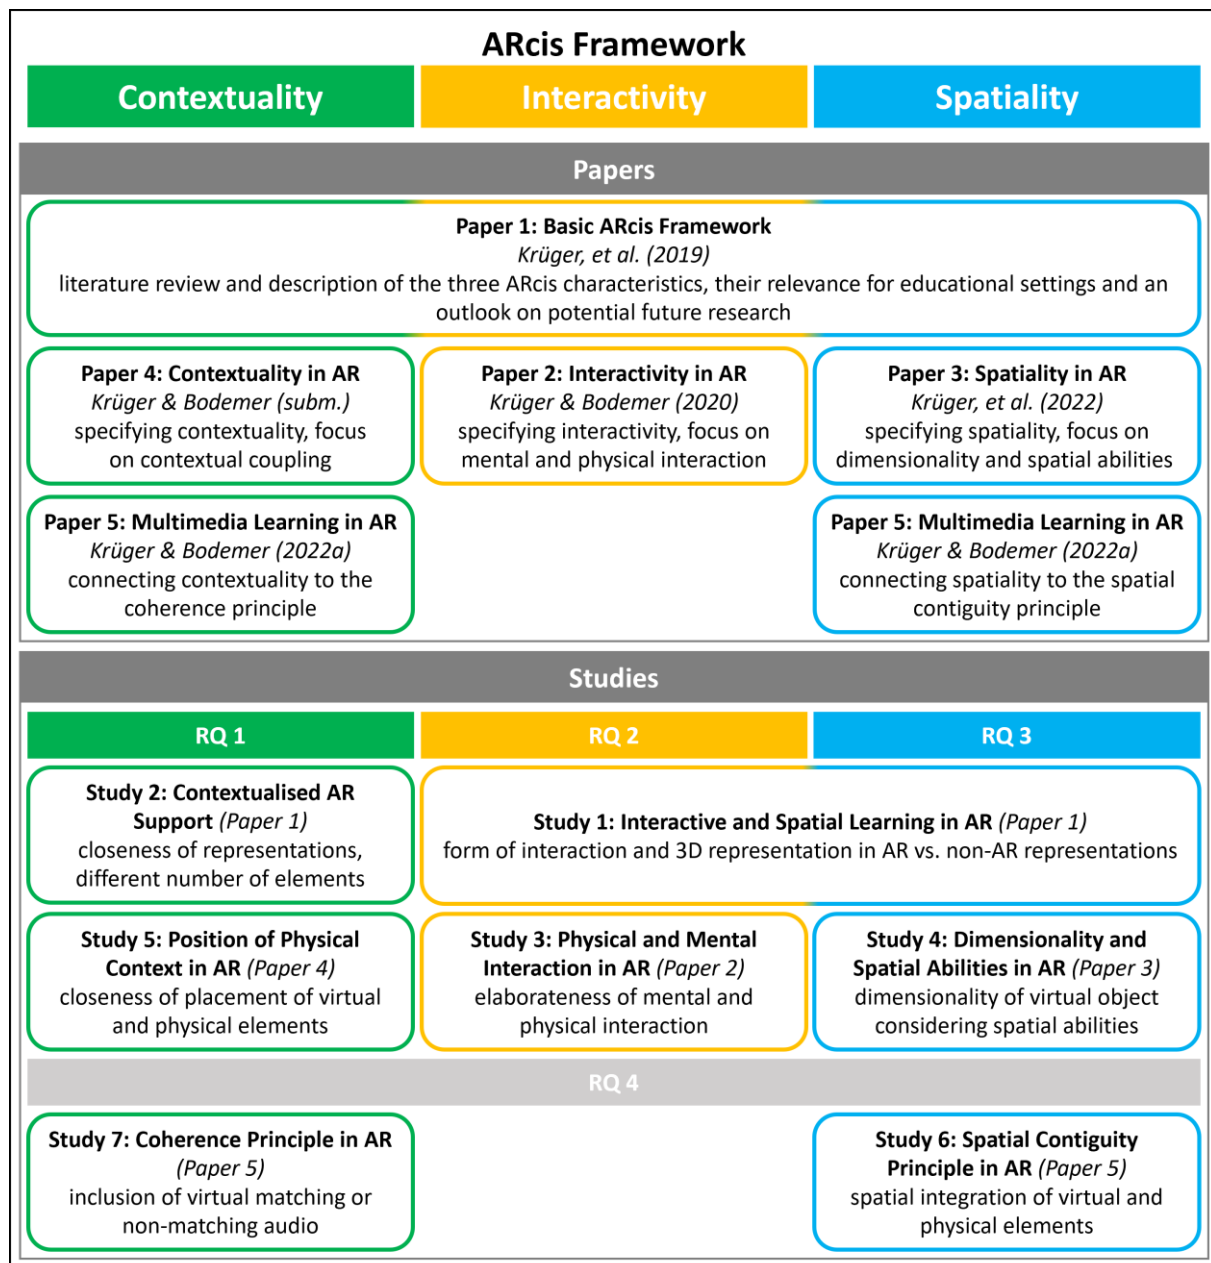 ARcis Framework
Contextuality
Interactivity
Spatiality
Papers
Paper 1: Basic ARcis Framework
Krüger, et al. (2019)
literature review and description of the three ARcis characteristics, their relevance for educational settings and an
outlook on potential future research
Paper 4: Contextuality in AR
Krüger & Bodemer (subm.)
specifying contextuality, focus
on contextual coupling
Paper 2: Interactivity in AR
Krüger & Bodemer (2020)
specifying interactivity, focus on
mental and physical interaction
Paper 3: Spatiality in AR
Krüger, et al. (2022)
specifying spatiality, focus on
dimensionality and spatial abilities
Paper 5: Multimedia Learning in AR
Krüger & Bodemer (2022a)
connecting contextuality to the
coherence principle
Paper 5: Multimedia Learning in AR
Krüger & Bodemer (2022a)
connecting spatiality to the spatial
contiguity principle
Studies
RQ 1
RQ 2
RQ 3
Study 2: Contextualised AR
Support (Paper 1)
closeness of representations,
different number of elements
Study 1: Interactive and Spatial Learning in AR (Paper 1)
form of interaction and 3D representation in AR vs. non-AR representations
Study 5: Position of Physical
Context in AR (Paper 4)
closeness of placement of virtual
and physical elements
Study 3: Physical and Mental
Interaction in AR (Paper 2)
elaborateness of mental and
physical interaction
Study 4: Dimensionality and
Spatial Abilities in AR (Paper 3)
dimensionality of virtual object
considering spatial abilities
RQ 4
Study 7: Coherence Principle in AR
(Paper 5)
inclusion of virtual matching or
non-matching audio
Study 6: Spatial Contiguity
Principle in AR (Paper 5)
spatial integration of virtual and
physical elements